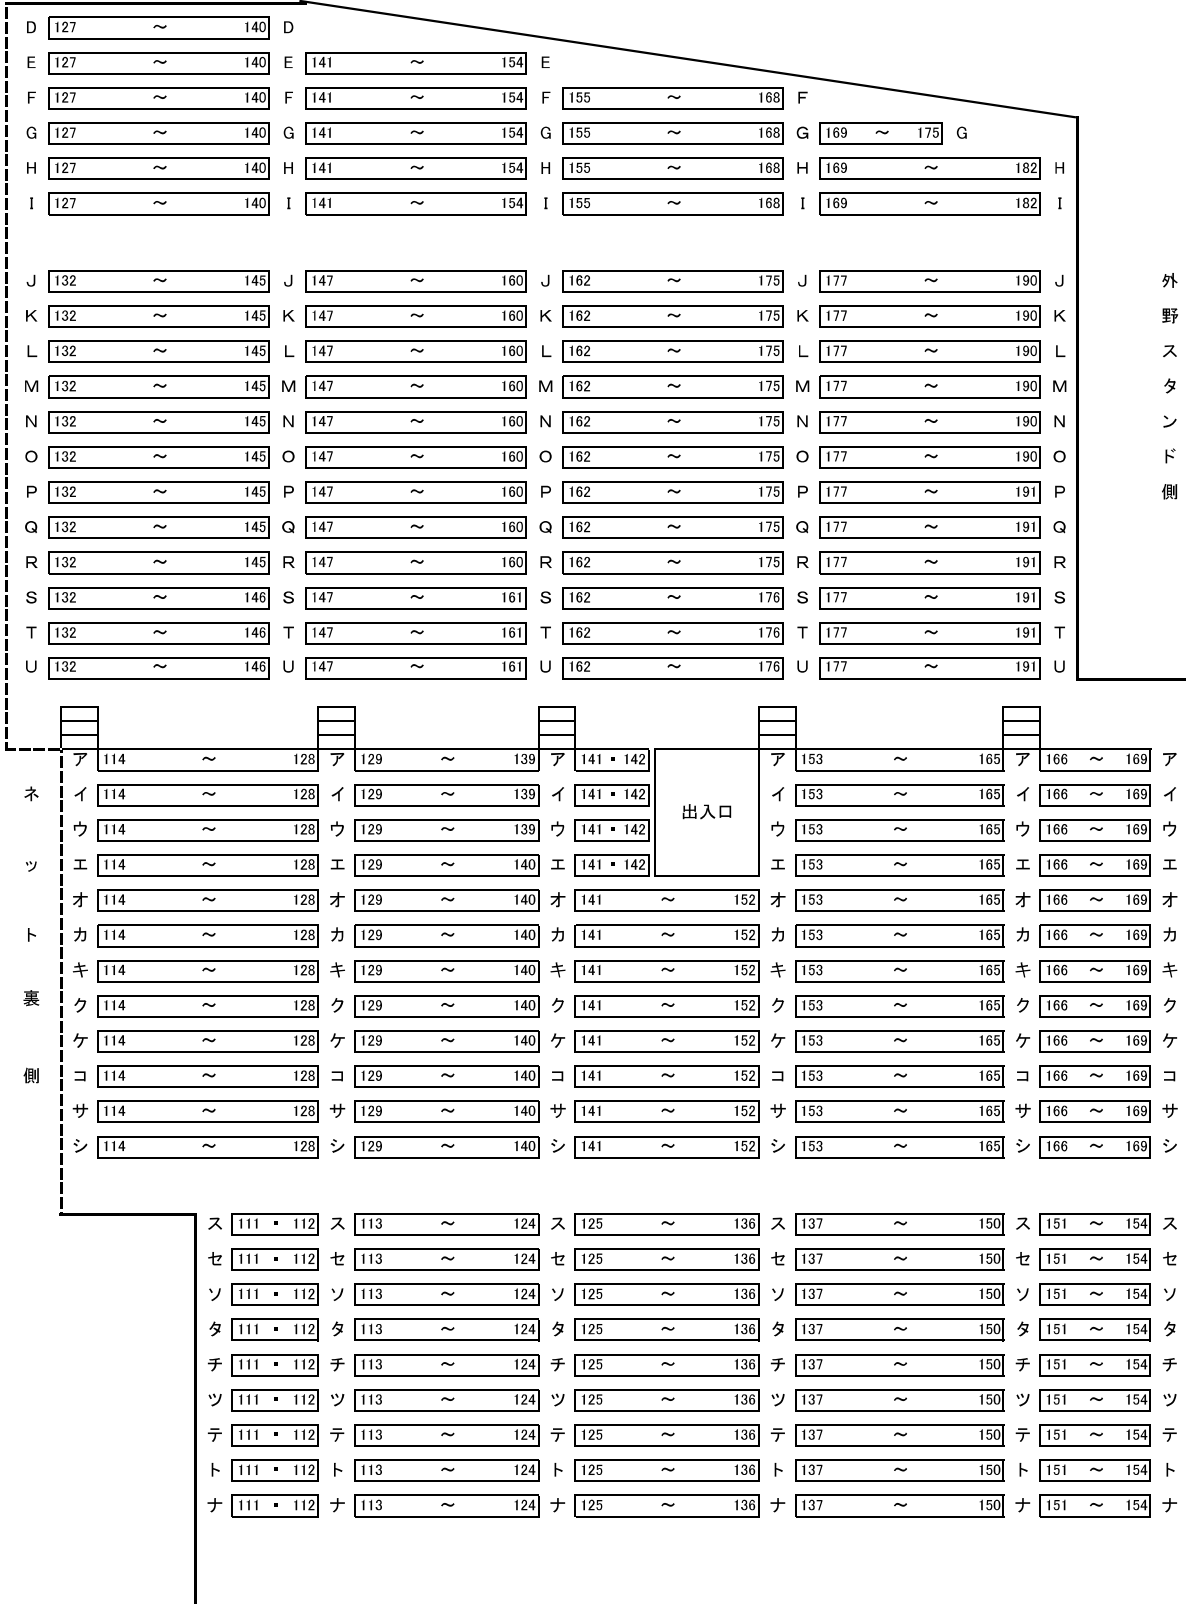 D 127 ～ 140 D
E 127 ～ 140 E 141 ～ 154 E
F 127 ～ 140 F 141 ～ 154 F 155 ～ 168 F
G 127 ～ 140 G 141 ～ 154 G 155 ～ 168 G 169 ～ 175 G
H 127 ～ 140 H 141 ～ 154 H 155 ～ 168 H 169 ～ 182 H
I 127 ～ 140 I 141 ～ 154 I 155 ～ 168 I 169 ～ 182 I
J 132 ～ 145 J 147 ～ 160 J 162 ～ 175 J 177 ～ 190 J
K 132 ～ 145 K 147 ～ 160 K 162 ～ 175 K 177 ～ 190 K
L 132 ～ 145 L 147 ～ 160 L 162 ～ 175 L 177 ～ 190 L
M 132 ～ 145 M 147 ～ 160 M 162 ～ 175 M 177 ～ 190 M
N 132 ～ 145 N 147 ～ 160 N 162 ～ 175 N 177 ～ 190 N
O 132 ～ 145 O 147 ～ 160 O 162 ～ 175 O 177 ～ 190 O
P 132 ～ 145 P 147 ～ 160 P 162 ～ 175 P 177 ～ 191 P
Q 132 ～ 145 Q 147 ～ 160 Q 162 ～ 175 Q 177 ～ 191 Q
R 132 ～ 145 R 147 ～ 160 R 162 ～ 175 R 177 ～ 191 R
S 132 ～ 146 S 147 ～ 161 S 162 ～ 176 S 177 ～ 191 S
T 132 ～ 146 T 147 ～ 161 T 162 ～ 176 T 177 ～ 191 T
U 132 ～ 146 U 147 ～ 161 U 162 ～ 176 U 177 ～ 191 U
外野スタンド側
ア 114 ～ 128 ア 129 ～ 139 ア 141・142 ア 153 ～ 165 ア 166 ～ 169 ア
イ 114 ～ 128 イ 129 ～ 139 イ 141・142 イ 153 ～ 165 イ 166 ～ 169 イ
ウ 114 ～ 128 ウ 129 ～ 139 ウ 141・142 ウ 153 ～ 165 ウ 166 ～ 169 ウ
エ 114 ～ 128 エ 129 ～ 140 エ 141・142 エ 153 ～ 165 エ 166 ～ 169 エ
出入口
オ 114 ～ 128 オ 129 ～ 140 オ 141 ～ 152 オ 153 ～ 165 オ 166 ～ 169 オ
カ 114 ～ 128 カ 129 ～ 140 カ 141 ～ 152 カ 153 ～ 165 カ 166 ～ 169 カ
キ 114 ～ 128 キ 129 ～ 140 キ 141 ～ 152 キ 153 ～ 165 キ 166 ～ 169 キ
ク 114 ～ 128 ク 129 ～ 140 ク 141 ～ 152 ク 153 ～ 165 ク 166 ～ 169 ク
ケ 114 ～ 128 ケ 129 ～ 140 ケ 141 ～ 152 ケ 153 ～ 165 ケ 166 ～ 169 ケ
コ 114 ～ 128 コ 129 ～ 140 コ 141 ～ 152 コ 153 ～ 165 コ 166 ～ 169 コ
サ 114 ～ 128 サ 129 ～ 140 サ 141 ～ 152 サ 153 ～ 165 サ 166 ～ 169 サ
シ 114 ～ 128 シ 129 ～ 140 シ 141 ～ 152 シ 153 ～ 165 シ 166 ～ 169 シ
ネット裏側
ス 111・112 ス 113 ～ 124 ス 125 ～ 136 ス 137 ～ 150 ス 151 ～ 154 ス
セ 111・112 セ 113 ～ 124 セ 125 ～ 136 セ 137 ～ 150 セ 151 ～ 154 セ
ソ 111・112 ソ 113 ～ 124 ソ 125 ～ 136 ソ 137 ～ 150 ソ 151 ～ 154 ソ
タ 111・112 タ 113 ～ 124 タ 125 ～ 136 タ 137 ～ 150 タ 151 ～ 154 タ
チ 111・112 チ 113 ～ 124 チ 125 ～ 136 チ 137 ～ 150 チ 151 ～ 154 チ
ツ 111・112 ツ 113 ～ 124 ツ 125 ～ 136 ツ 137 ～ 150 ツ 151 ～ 154 ツ
テ 111・112 テ 113 ～ 124 テ 125 ～ 136 テ 137 ～ 150 テ 151 ～ 154 テ
ト 111・112 ト 113 ～ 124 ト 125 ～ 136 ト 137 ～ 150 ト 151 ～ 154 ト
ナ 111・112 ナ 113 ～ 124 ナ 125 ～ 136 ナ 137 ～ 150 ナ 151 ～ 154 ナ